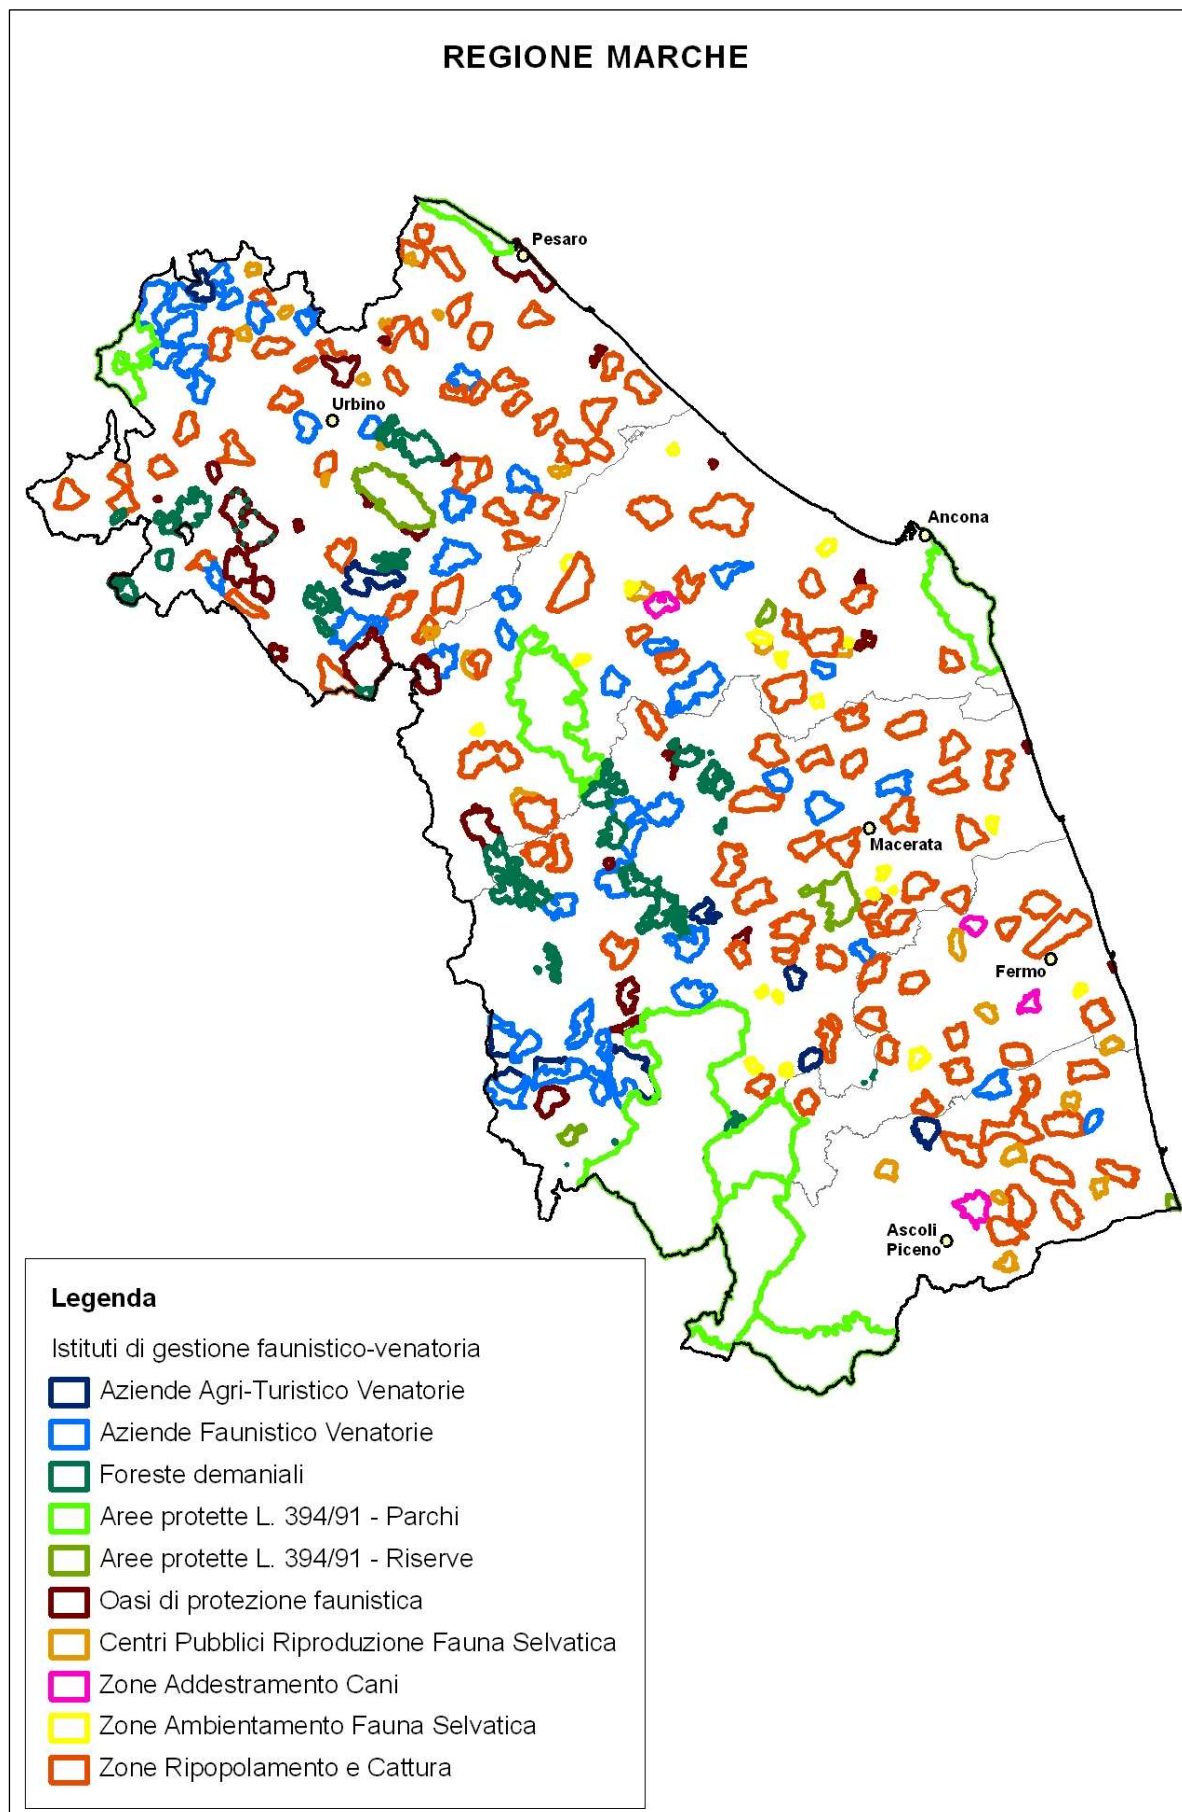 REGIONE MARCHE
Pesaro
Urbino
Ancona
Macerata
Fermo
Ascoli
Piceno
Legenda
Istituti di gestione faunistico-venatoria
Aziende Agri-Turistico Venatorie
Aziende Faunistico Venatorie
Foreste demaniali
Aree protette L. 394/91 - Parchi
Aree protette L. 394/91 - Riserve
Oasi di protezione faunistica
Centri Pubblici Riproduzione Fauna Selvatica
Zone Addestramento Cani
Zone Ambientamento Fauna Selvatica
Zone Ripopolamento e Cattura